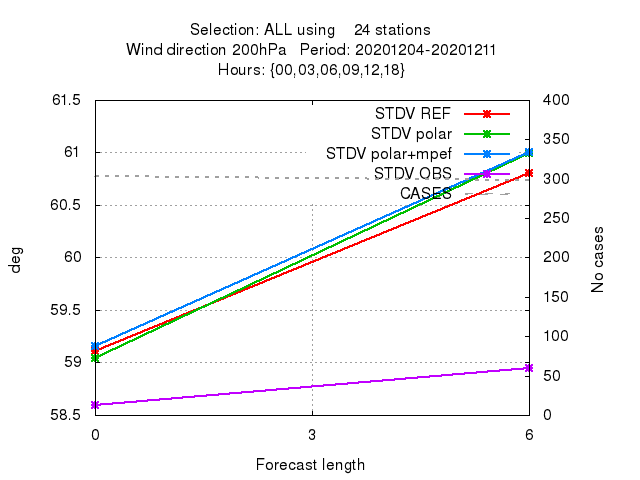 Selection: ALL using    24 stations
Wind direction 200hPa   Period: 20201204-20201211
Hours: {00,03,06,09,12,18}
STDV REF
STDV polar
STDV polar+mpef
STDV OBS
CASES
61.5
61
60.5
60
59.5
59
58.5
deg
400
350
300
250
200
150
100
50
0
No cases
0
3
6
Forecast length